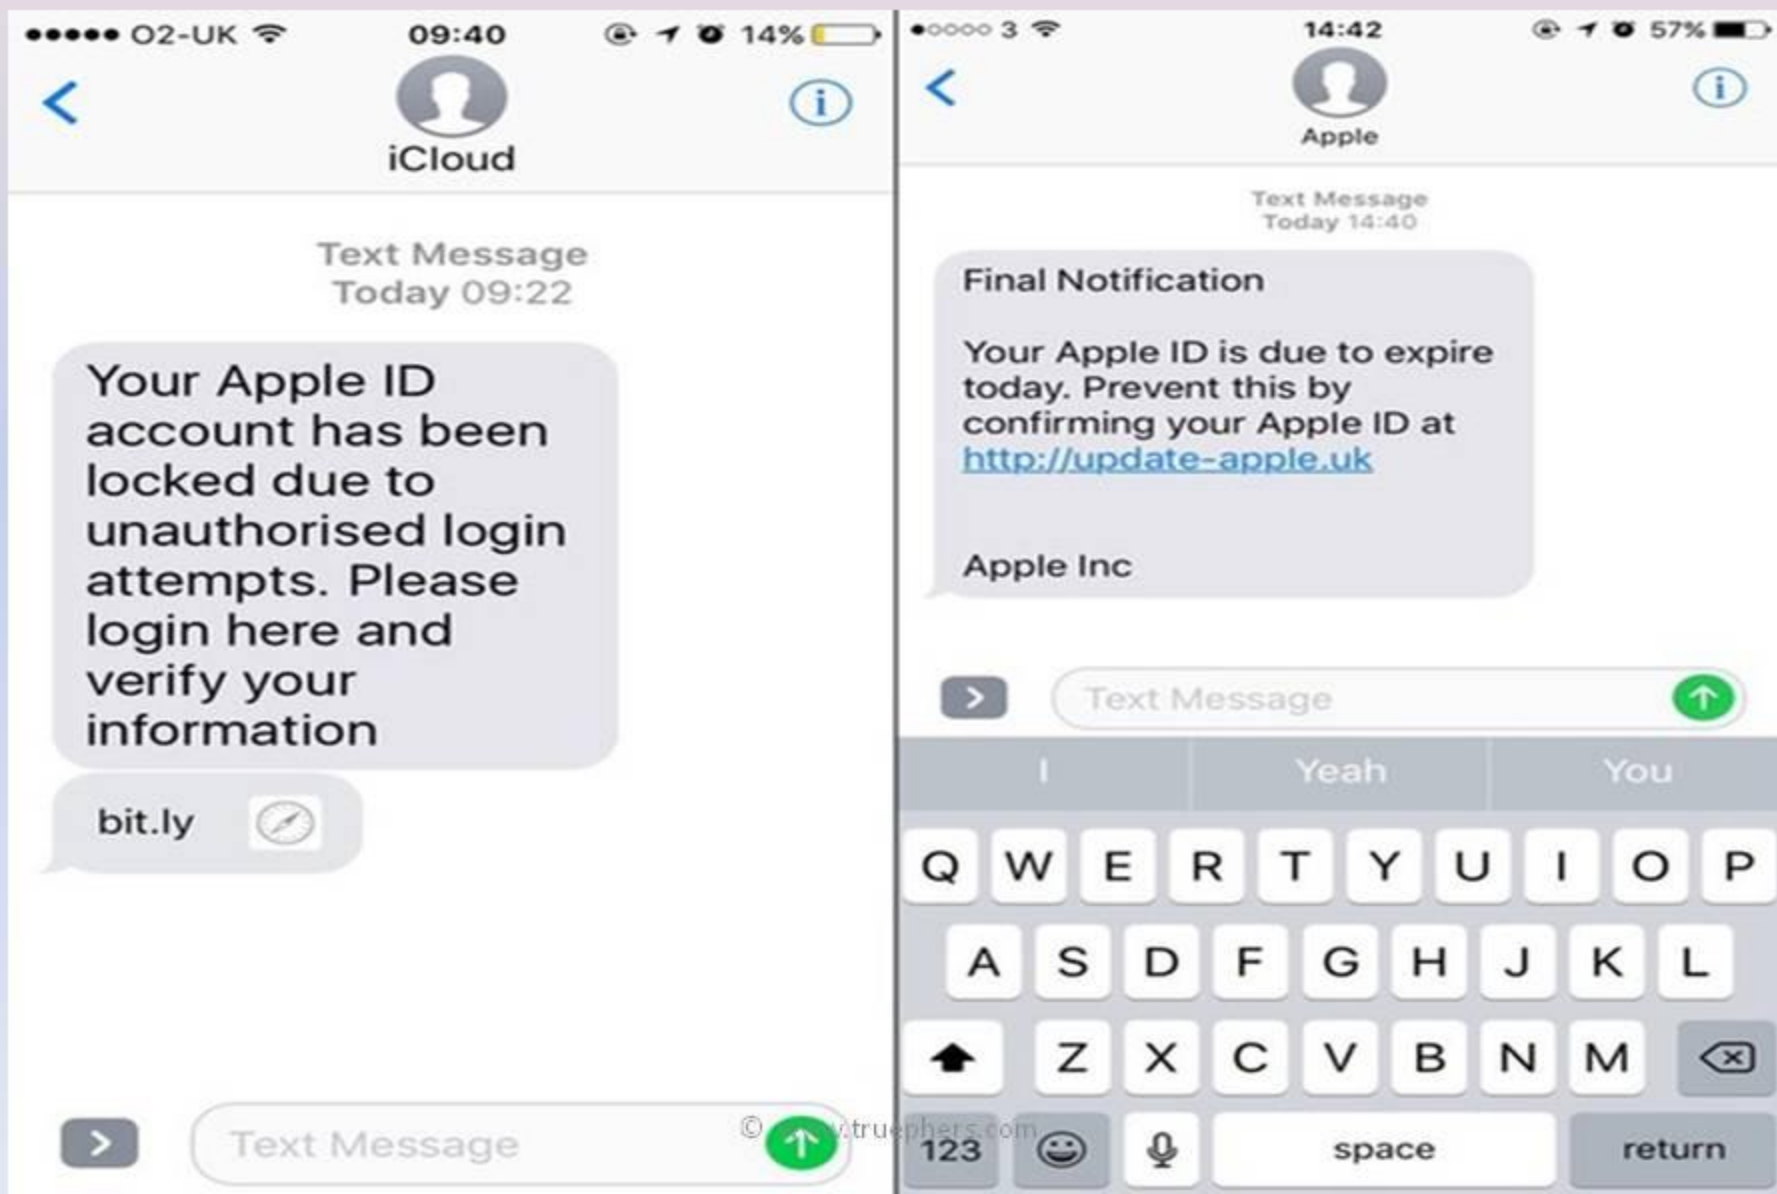 O2-UK 09:40 14%
iCloud
Text Message
Today 09:22
Your Apple ID
account has been
locked due to
unauthorised login
attempts. Please
login here and
verify your
information
bit.ly
Text Message
3 14:42 57%
Apple
Text Message
Today 14:40
Final Notification
Your Apple ID is due to expire
today. Prevent this by
confirming your Apple ID at
http://update-apple.uk
Apple Inc
Text Message
I Yeah You
Q W E R T Y U I O P
A S D F G H J K L
Z X C V B N M
123 space return